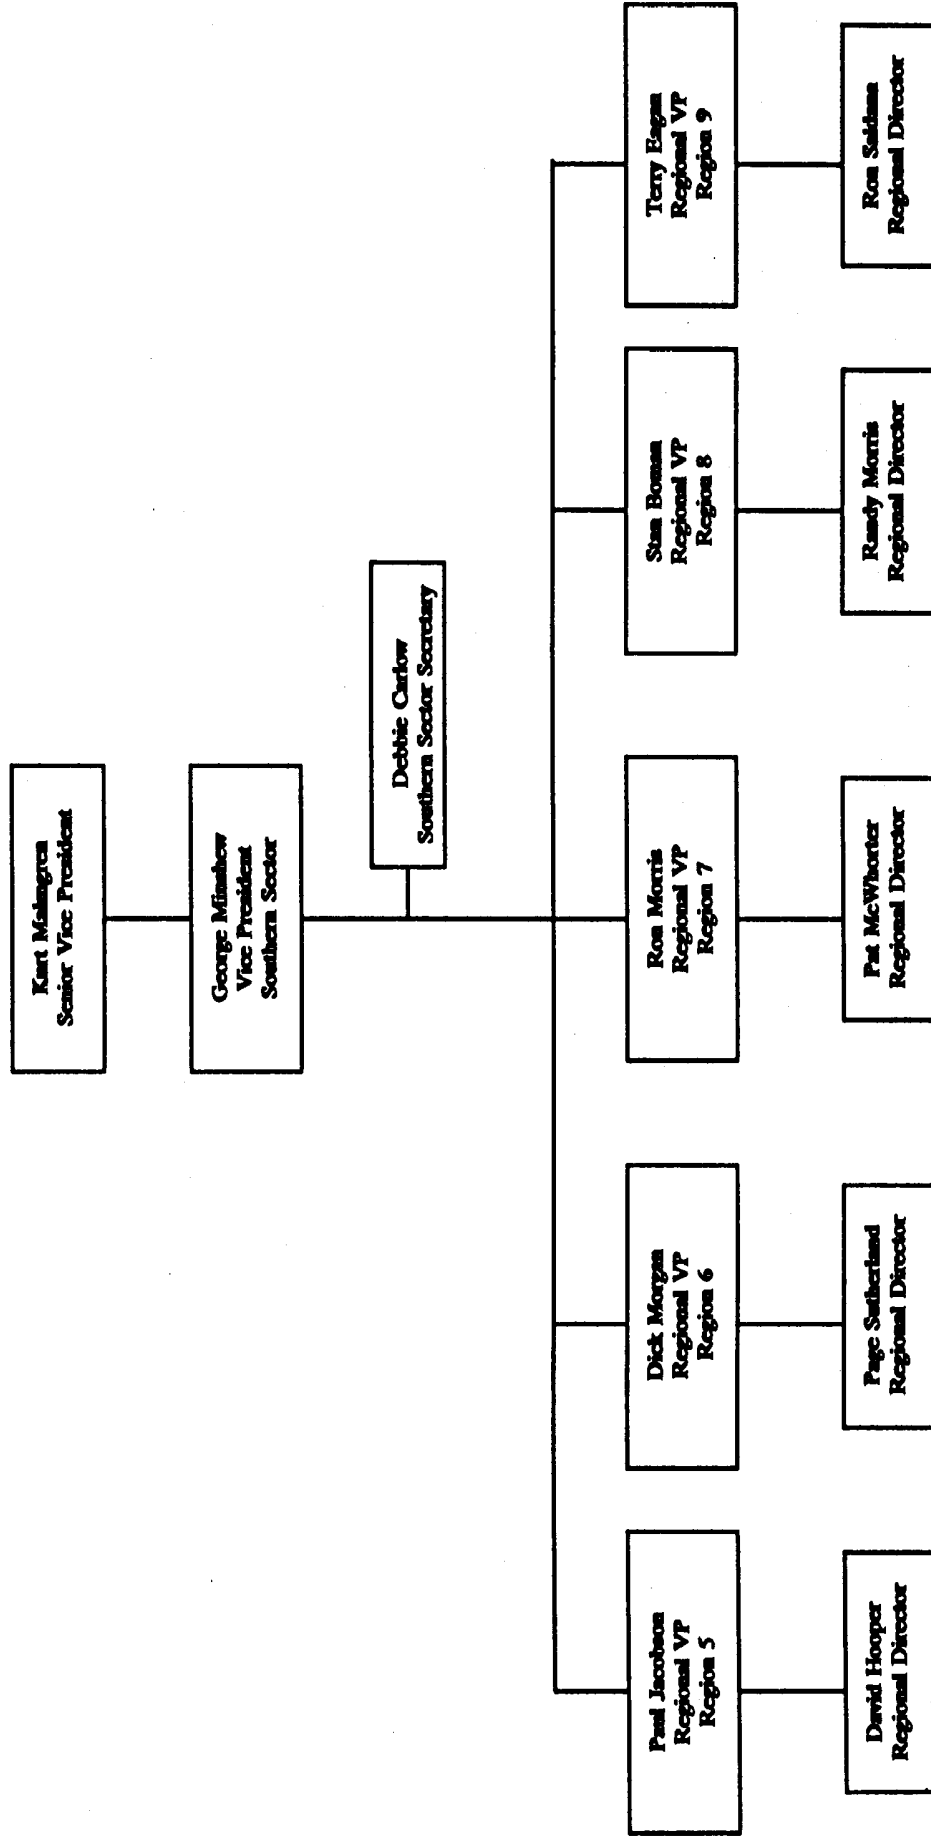 Kurt Malmgren
Senior Vice President
George Minshew
Vice President
Southern Sector
Debbie Carlow
Southern Sector Secretary
Paul Jacobson
Regional VP
Region 5
Dick Morgan
Regional VP
Region 6
Ron Morris
Regional VP
Region 7
Stan Boman
Regional VP
Region 8
Terry Eagan
Regional VP
Region 9
David Hooper
Regional Director
Page Sutherland
Regional Director
Pat McWhorter
Regional Director
Randy Morris
Regional Director
Ron Saldana
Regional Director